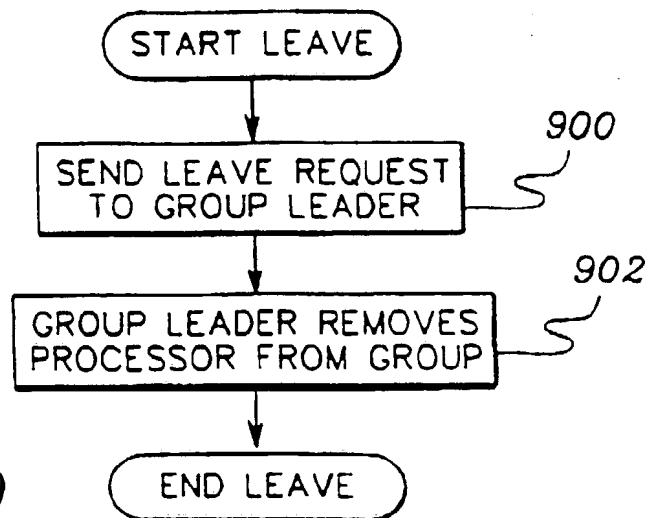 START LEAVE
900
SEND LEAVE REQUEST
TO GROUP LEADER
902
GROUP LEADER REMOVES
PROCESSOR FROM GROUP
END LEAVE